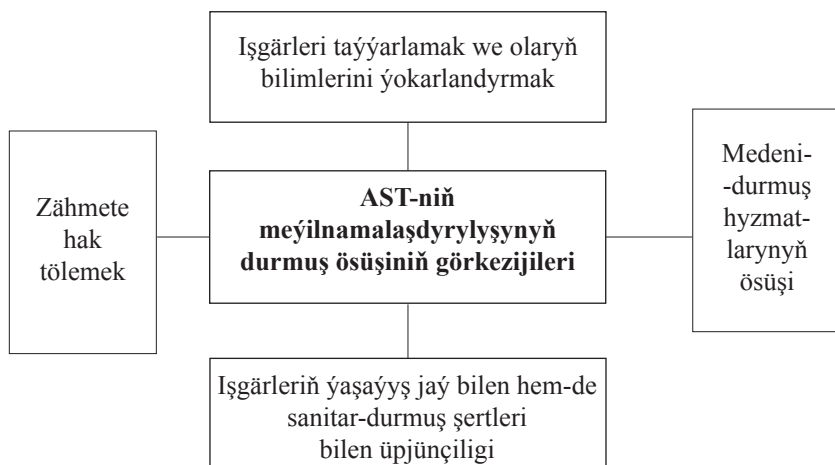 Işgärleri taýýarlamak we olaryň
bilimlerini ýokarlandyrmak
Zähmete
hak
tölemek
AST-niň
meýilnamalaşdyrylyşynyň
durmuş ösüşiniň görkezijileri
Medeni-
-durmuş
hyzmat-
larynyň
ösüşi
Işgärleriň ýaşaýyş jaý bilen hem-de
sanitar-durmuş şertleri
bilen üpjünçiligi